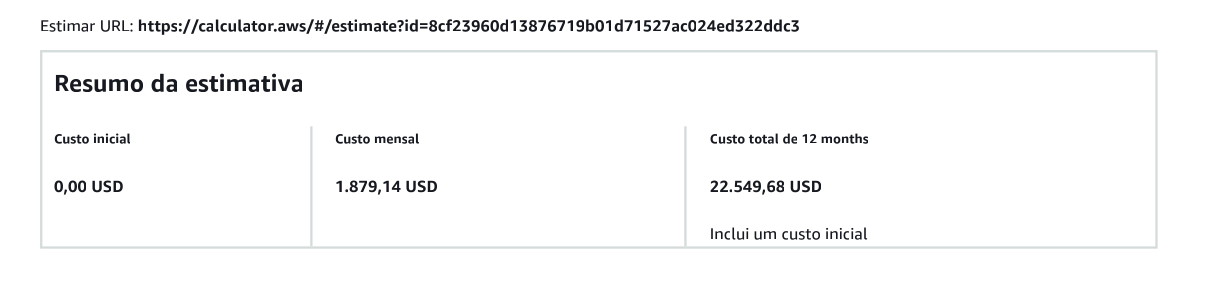 Estimar URL: https://calculator.aws/#/estimate?id=8cf23960d13876719b01d71527ac024ed322ddc3
Resumo da estimativa
Custo inicial
0,00 USD
Custo mensal
1.879,14 USD
Custo total de 12 months
22.549,68 USD
Inclui um custo inicial